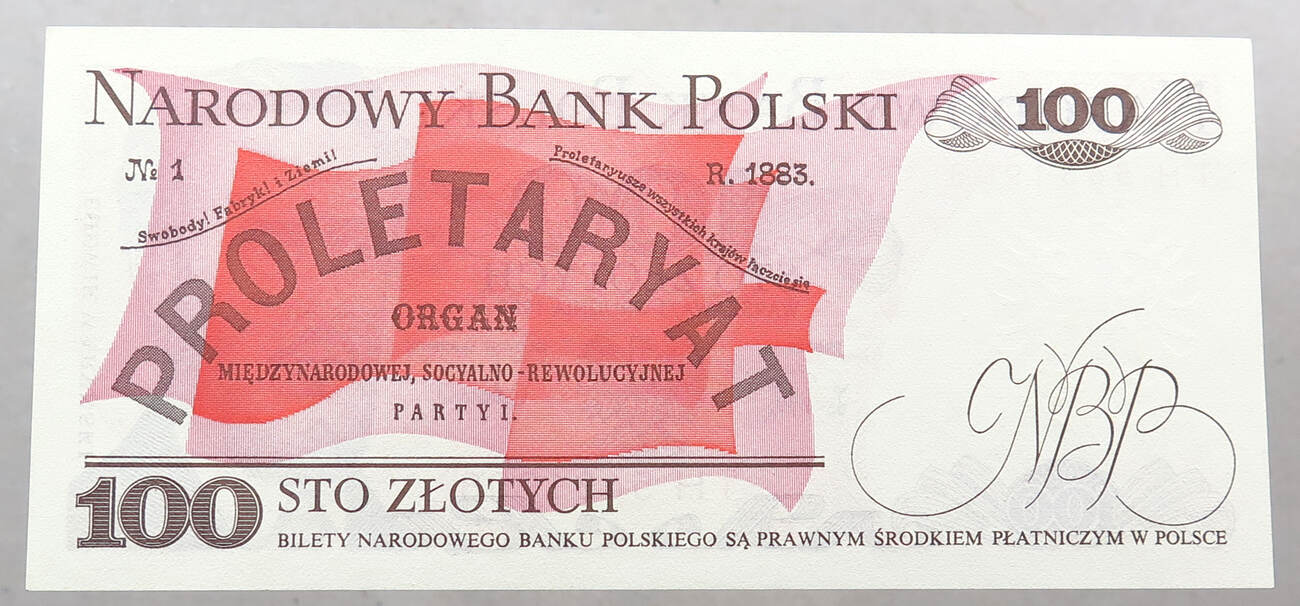 NARODOWY BANK POLSKI
100
№ 1
R. 1883.
Swobody! Fabryk! i Ziemi!
Proletaryusze wszystkich krajów łączcie się
PROLETARYAT
ORGAN
MIĘDZYNARODOWEJ, SOCYALNO-REWOLUCYJNEJ
PARTYI.
NBP
100
STO ZŁOTYCH
BILETY NARODOWEGO BANKU POLSKIEGO SĄ PRAWNYM ŚRODKIEM PŁATNICZYM W POLSCE